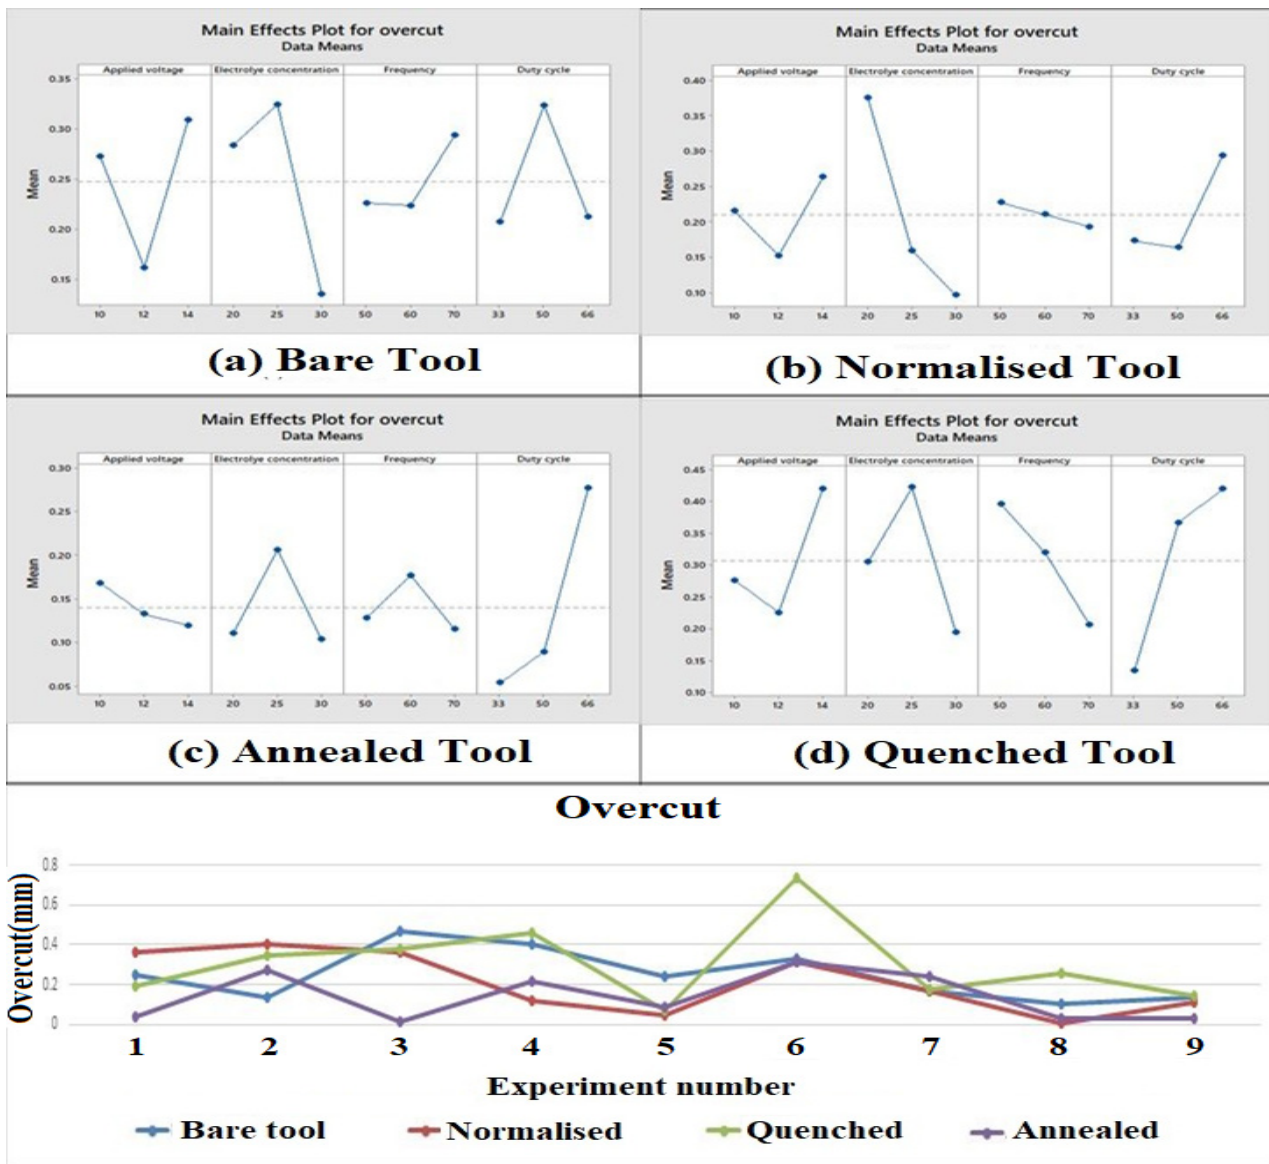 Main Effects Plot for overcut
Data Means
Applied voltage Electrolye concentration Frequency Duty cycle
0.35
0.30
0.25
0.20
0.15
Mean
10 12 14 20 25 30 50 60 70 33 50 66
(a) Bare Tool
Main Effects Plot for overcut
Data Means
Applied voltage Electrolye concentration Frequency Duty cycle
0.40
0.35
0.30
0.25
0.20
0.15
0.10
Mean
10 12 14 20 25 30 50 60 70 33 50 66
(b) Normalised Tool
Main Effects Plot for overcut
Data Means
Applied voltage Electrolye concentration Frequency Duty cycle
0.30
0.25
0.20
0.15
0.10
0.05
Mean
10 12 14 20 25 30 50 60 70 33 50 66
(c) Annealed Tool
Main Effects Plot for overcut
Data Means
Applied voltage Electrolye concentration Frequency Duty cycle
0.45
0.40
0.35
0.30
0.25
0.20
0.15
0.10
Mean
10 12 14 20 25 30 50 60 70 33 50 66
(d) Quenched Tool
Overcut
0.8
0.6
0.4
0.2
0
Overcut(mm)
1 2 3 4 5 6 7 8 9
Experiment number
Bare tool Normalised Quenched Annealed